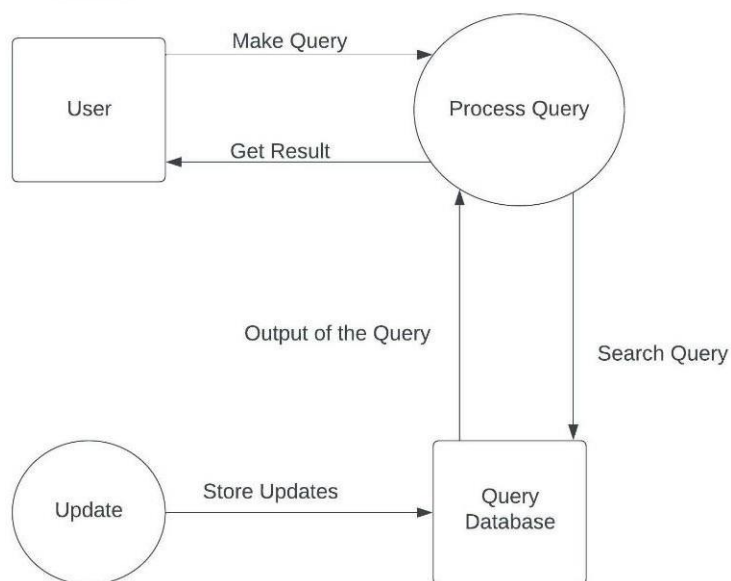 Make Query
User
Process Query
Get Result
Output of the Query
Search Query
Update
Store Updates
Query
Database